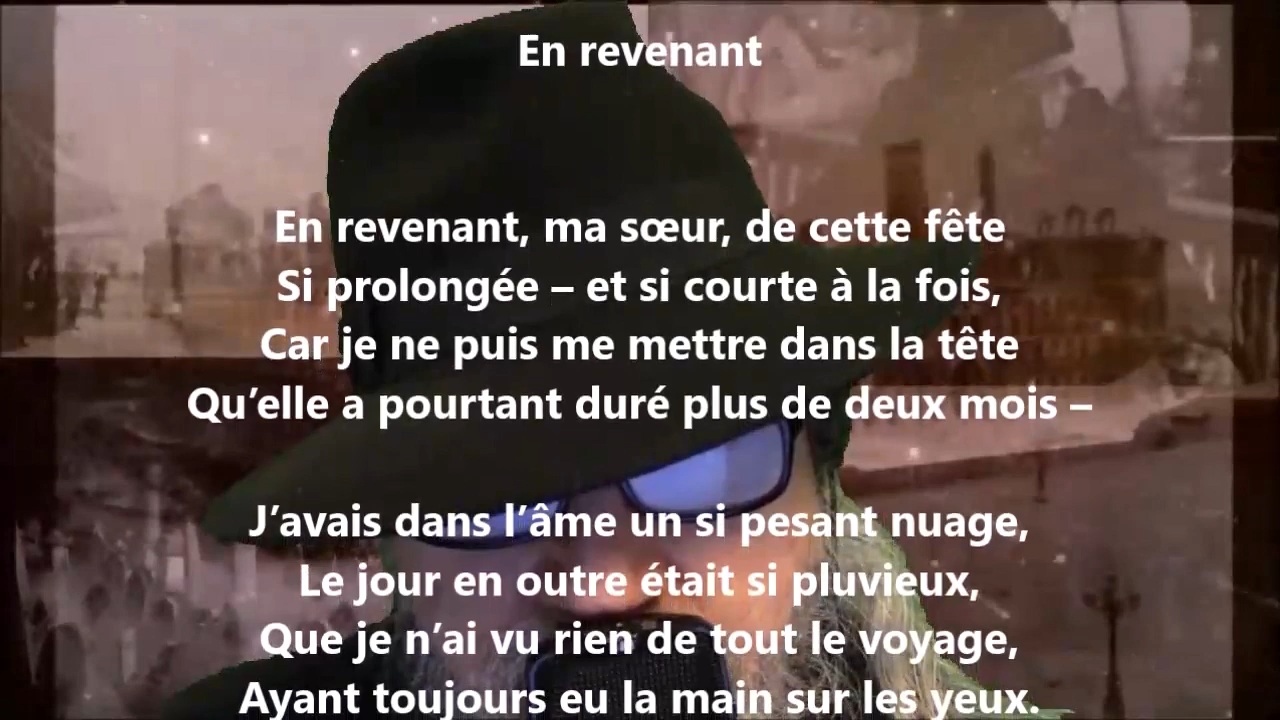 En revenant
En revenant, ma sœur, de cette fête
Si prolongée – et si courte à la fois,
Car je ne puis me mettre dans la tête
Qu’elle a pourtant duré plus de deux mois –
J’avais dans l’âme un si pesant nuage,
Le jour en outre était si pluvieux,
Que je n’ai vu rien de tout le voyage,
Ayant toujours eu la main sur les yeux.